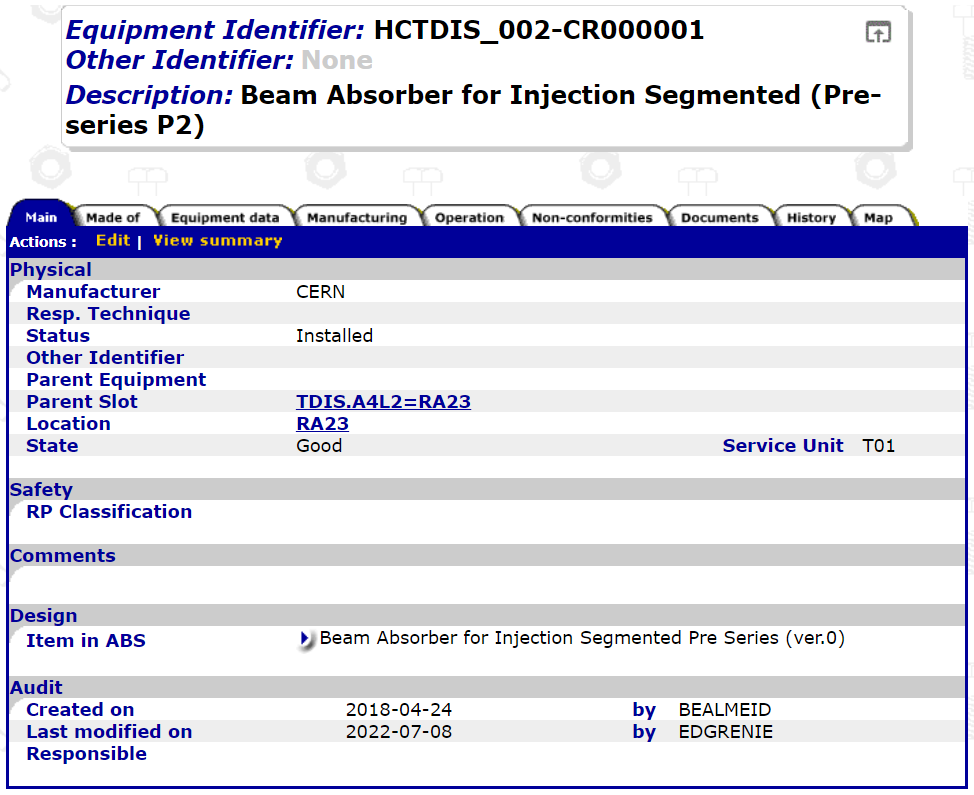 Equipment Identifier: HCTDIS_002-CR000001
Other Identifier: None
Description: Beam Absorber for Injection Segmented (Pre-
series P2)
Main Made of Equipment data Manufacturing Operation Non-conformities Documents History Map
Actions : Edit | View summary
Physical
Manufacturer CERN
Resp. Technique
Status Installed
Other Identifier
Parent Equipment
Parent Slot TDIS.A4L2=RA23
Location RA23
State Good Service Unit T01
Safety
RP Classification
Comments
Design
Item in ABS Beam Absorber for Injection Segmented Pre Series (ver.0)
Audit
Created on 2018-04-24 by BEALMEID
Last modified on 2022-07-08 by EDGRENIE
Responsible